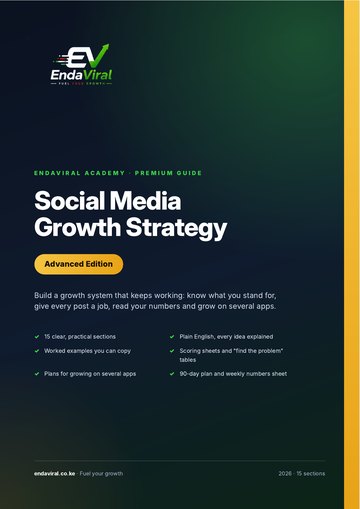 EV
EndaViral
FUEL YOUR GROWTH
ENDAVIRAL ACADEMY · PREMIUM GUIDE
Social Media
Growth Strategy
Advanced Edition
Build a growth system that keeps working: know what you stand for,
give every post a job, read your numbers and grow on several apps.
✓ 15 clear, practical sections
✓ Plain English, every idea explained
✓ Worked examples you can copy
✓ Scoring sheets and "find the problem"
tables
✓ Plans for growing on several apps
✓ 90-day plan and weekly numbers sheet
endaviral.co.ke · Fuel your growth
2026 · 15 sections